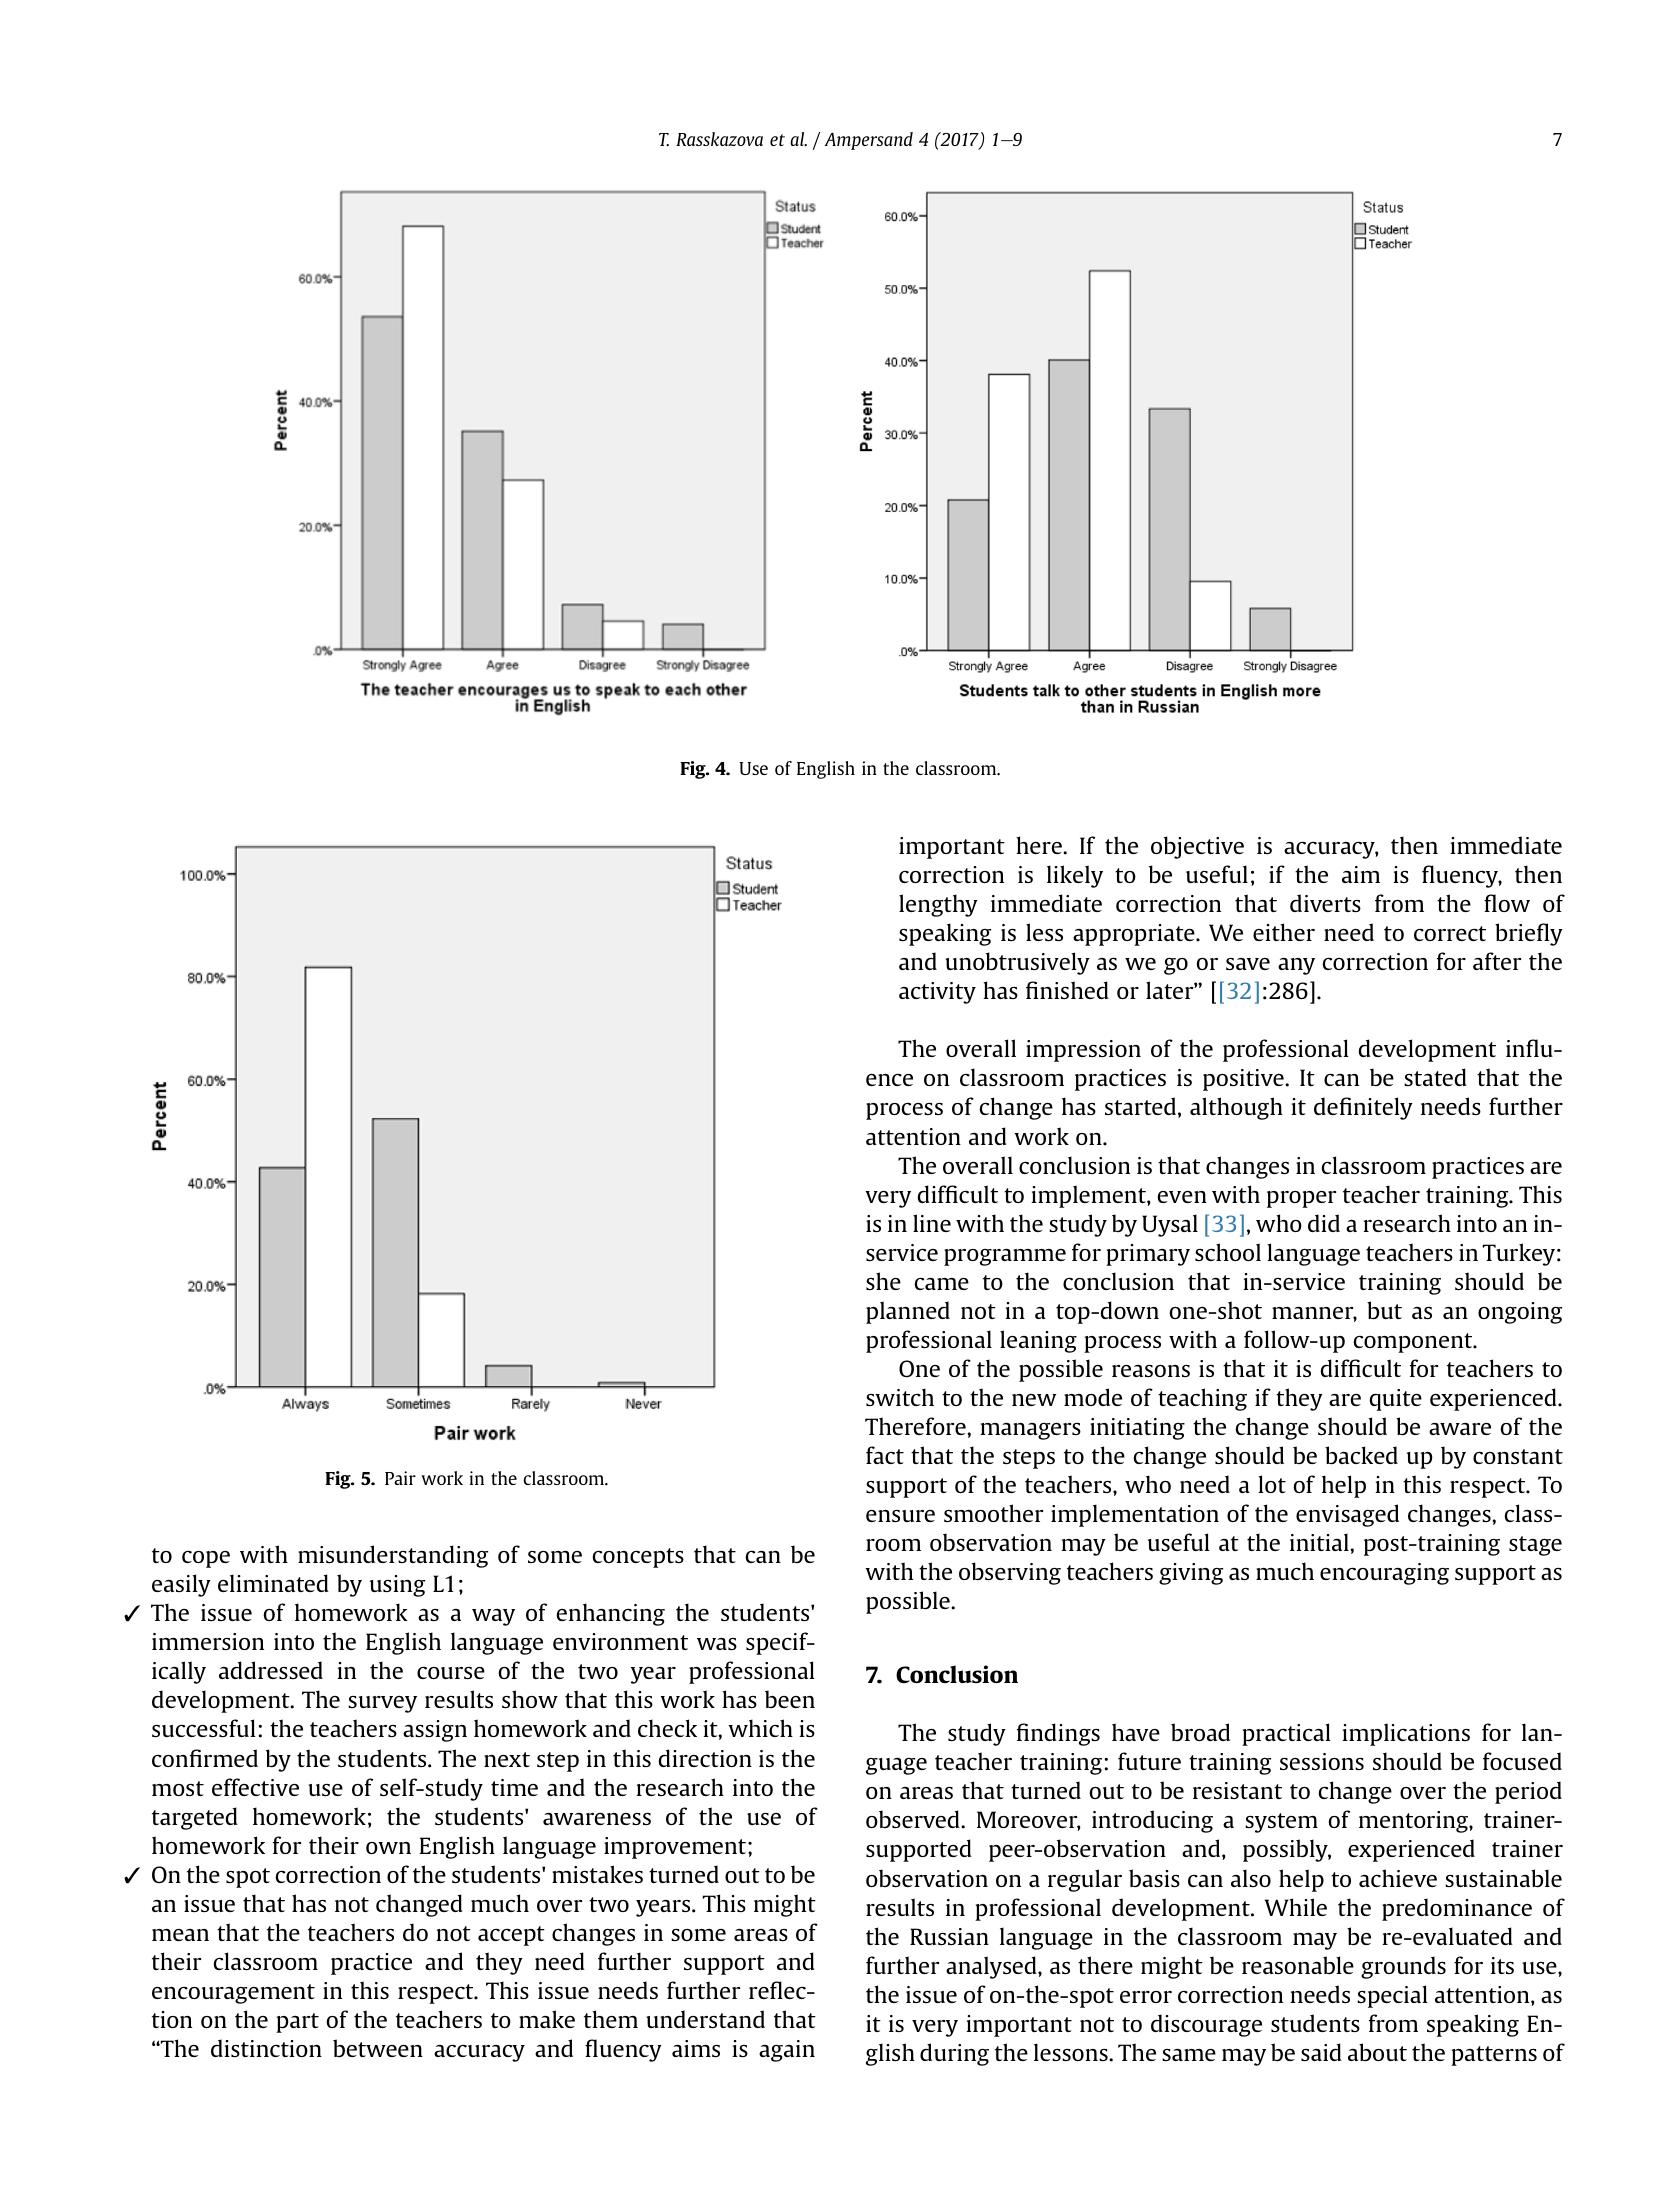 T. Rasskazova et al. / Ampersand 4 (2017) 1–9
7
Status
Student
Teacher
60.0%
40.0%
20.0%
.0%
Percent
Strongly Agree
Agree
Disagree
Strongly Disagree
The teacher encourages us to speak to each other
in English
Status
Student
Teacher
60.0%
50.0%
40.0%
30.0%
20.0%
10.0%
.0%
Percent
Strongly Agree
Agree
Disagree
Strongly Disagree
Students talk to other students in English more
than in Russian
Fig. 4. Use of English in the classroom.
Status
Student
Teacher
100.0%
80.0%
60.0%
40.0%
20.0%
.0%
Percent
Always
Sometimes
Rarely
Never
Pair work
Fig. 5. Pair work in the classroom.
to cope with misunderstanding of some concepts that can be
easily eliminated by using L1;
✓ The issue of homework as a way of enhancing the students'
immersion into the English language environment was specif-
ically addressed in the course of the two year professional
development. The survey results show that this work has been
successful: the teachers assign homework and check it, which is
confirmed by the students. The next step in this direction is the
most effective use of self-study time and the research into the
targeted homework; the students' awareness of the use of
homework for their own English language improvement;
✓ On the spot correction of the students' mistakes turned out to be
an issue that has not changed much over two years. This might
mean that the teachers do not accept changes in some areas of
their classroom practice and they need further support and
encouragement in this respect. This issue needs further reflec-
tion on the part of the teachers to make them understand that
“The distinction between accuracy and fluency aims is again
important here. If the objective is accuracy, then immediate
correction is likely to be useful; if the aim is fluency, then
lengthy immediate correction that diverts from the flow of
speaking is less appropriate. We either need to correct briefly
and unobtrusively as we go or save any correction for after the
activity has finished or later” [[32]:286].
The overall impression of the professional development influ-
ence on classroom practices is positive. It can be stated that the
process of change has started, although it definitely needs further
attention and work on.
The overall conclusion is that changes in classroom practices are
very difficult to implement, even with proper teacher training. This
is in line with the study by Uysal [33], who did a research into an in-
service programme for primary school language teachers in Turkey:
she came to the conclusion that in-service training should be
planned not in a top-down one-shot manner, but as an ongoing
professional leaning process with a follow-up component.
One of the possible reasons is that it is difficult for teachers to
switch to the new mode of teaching if they are quite experienced.
Therefore, managers initiating the change should be aware of the
fact that the steps to the change should be backed up by constant
support of the teachers, who need a lot of help in this respect. To
ensure smoother implementation of the envisaged changes, class-
room observation may be useful at the initial, post-training stage
with the observing teachers giving as much encouraging support as
possible.
7. Conclusion
The study findings have broad practical implications for lan-
guage teacher training: future training sessions should be focused
on areas that turned out to be resistant to change over the period
observed. Moreover, introducing a system of mentoring, trainer-
supported peer-observation and, possibly, experienced trainer
observation on a regular basis can also help to achieve sustainable
results in professional development. While the predominance of
the Russian language in the classroom may be re-evaluated and
further analysed, as there might be reasonable grounds for its use,
the issue of on-the-spot error correction needs special attention, as
it is very important not to discourage students from speaking En-
glish during the lessons. The same may be said about the patterns of